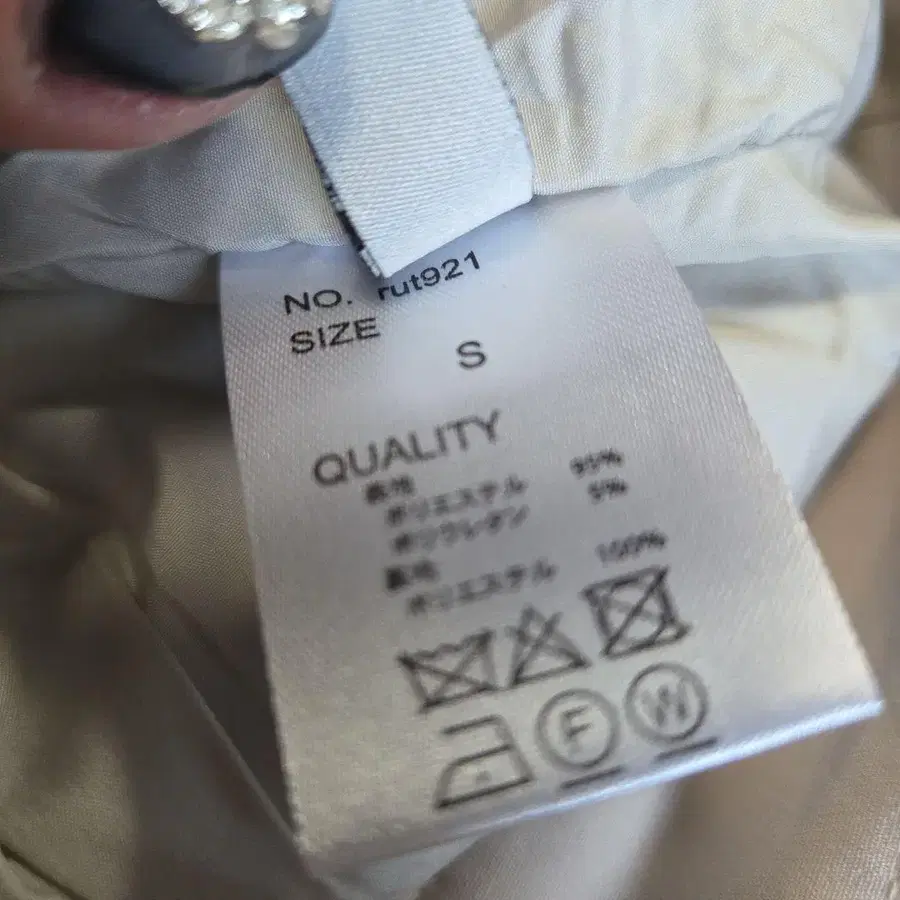 NO. rut921
SIZE
S
QUALITY
表地
ポリエステル 95%
ポリウレタン 5%
裏地
ポリエステル 100%
F W